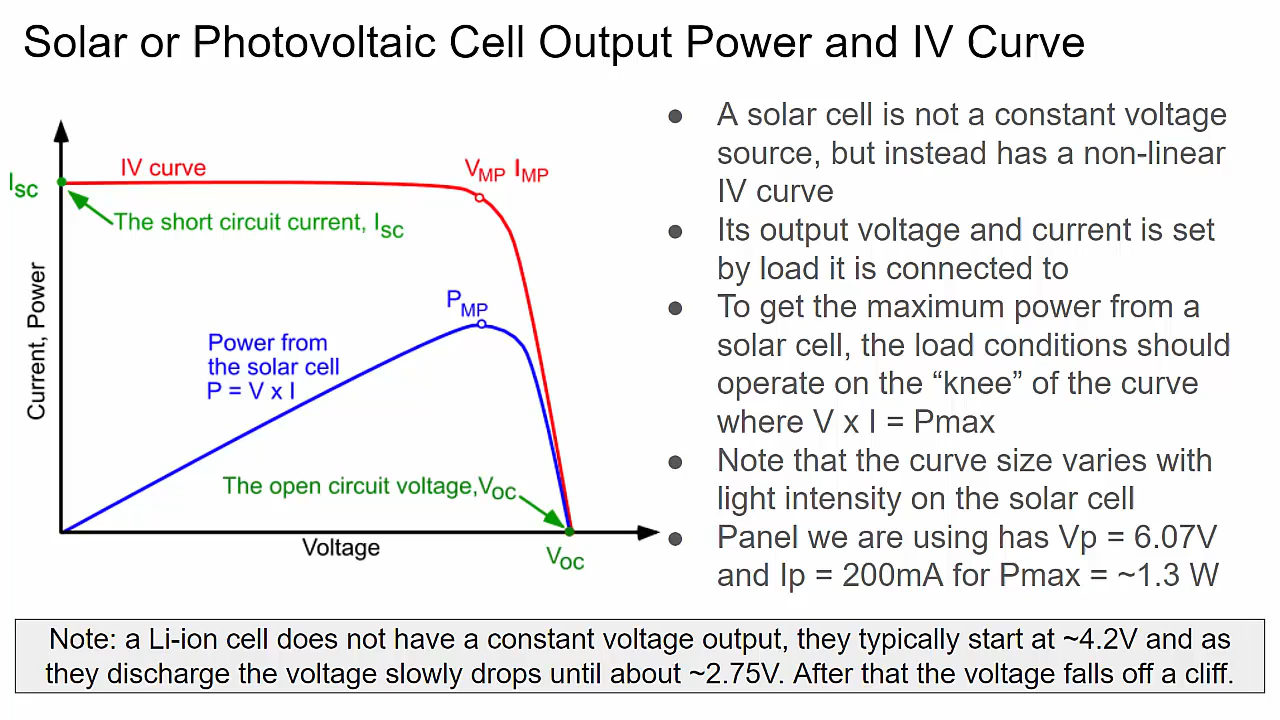 Solar or Photovoltaic Cell Output Power and IV Curve
IV curve
VMP IMP
ISC
The short circuit current, ISC
PMP
Power from
the solar cell
P = V x I
Current, Power
The open circuit voltage,VOC
Voltage
VOC
● A solar cell is not a constant voltage
source, but instead has a non-linear
IV curve
● Its output voltage and current is set
by load it is connected to
● To get the maximum power from a
solar cell, the load conditions should
operate on the “knee” of the curve
where V x I = Pmax
● Note that the curve size varies with
light intensity on the solar cell
● Panel we are using has Vp = 6.07V
and Ip = 200mA for Pmax = ~1.3 W
Note: a Li-ion cell does not have a constant voltage output, they typically start at ~4.2V and as
they discharge the voltage slowly drops until about ~2.75V. After that the voltage falls off a cliff.